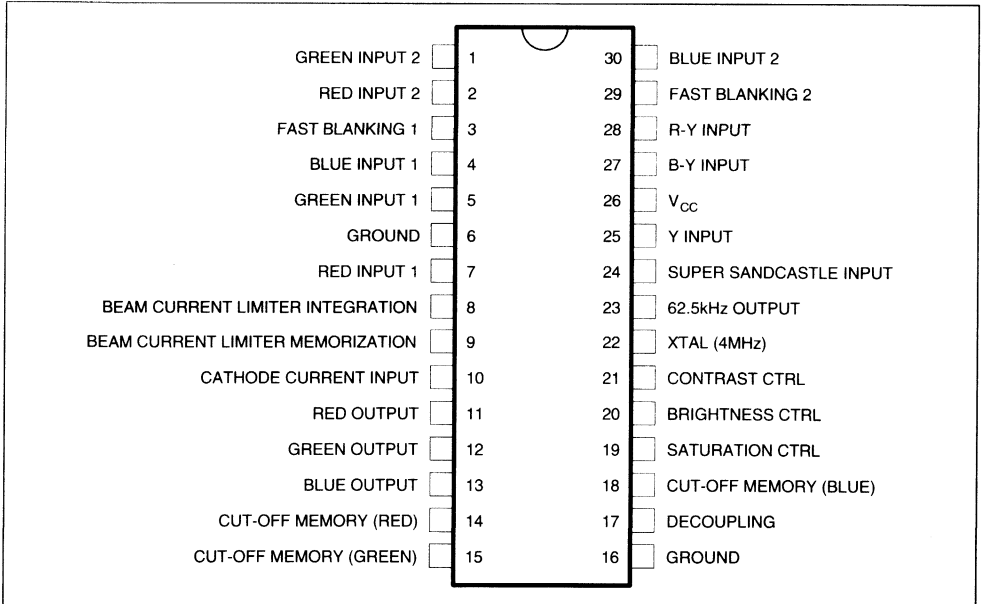 GREEN INPUT 2 1 30 BLUE INPUT 2
RED INPUT 2 2 29 FAST BLANKING 2
FAST BLANKING 1 3 28 R-Y INPUT
BLUE INPUT 1 4 27 B-Y INPUT
GREEN INPUT 1 5 26 VCC
GROUND 6 25 Y INPUT
RED INPUT 1 7 24 SUPER SANDCASTLE INPUT
BEAM CURRENT LIMITER INTEGRATION 8 23 62.5kHz OUTPUT
BEAM CURRENT LIMITER MEMORIZATION 9 22 XTAL (4MHz)
CATHODE CURRENT INPUT 10 21 CONTRAST CTRL
RED OUTPUT 11 20 BRIGHTNESS CTRL
GREEN OUTPUT 12 19 SATURATION CTRL
BLUE OUTPUT 13 18 CUT-OFF MEMORY (BLUE)
CUT-OFF MEMORY (RED) 14 17 DECOUPLING
CUT-OFF MEMORY (GREEN) 15 16 GROUND